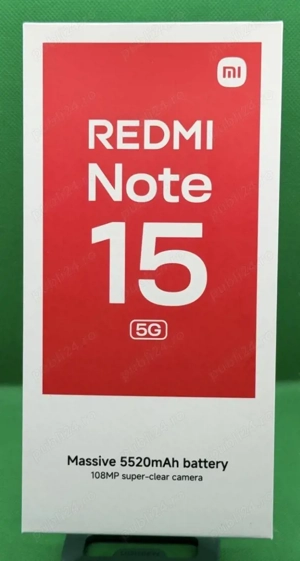 mi
REDMI
Note
15
5G
Massive 5520mAh battery
108MP super-clear camera